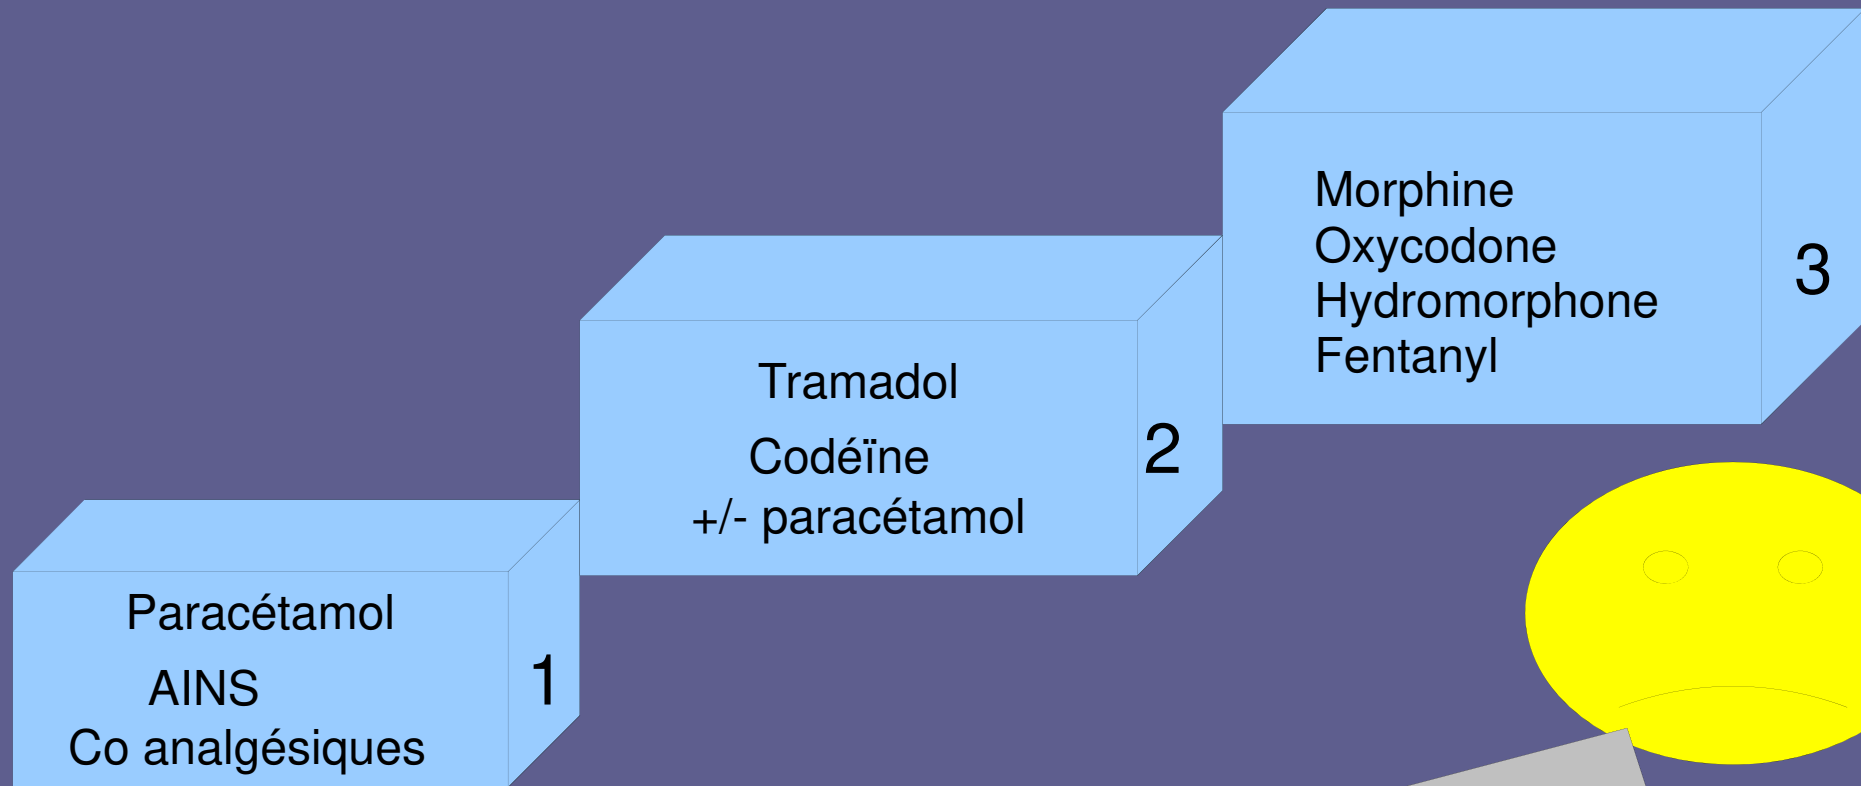 Morphine
Oxycodone
Hydromorphone
Fentanyl
3
Tramadol
Codéïne
+/- paracétamol
2
Paracétamol
AINS
Co analgésiques
1